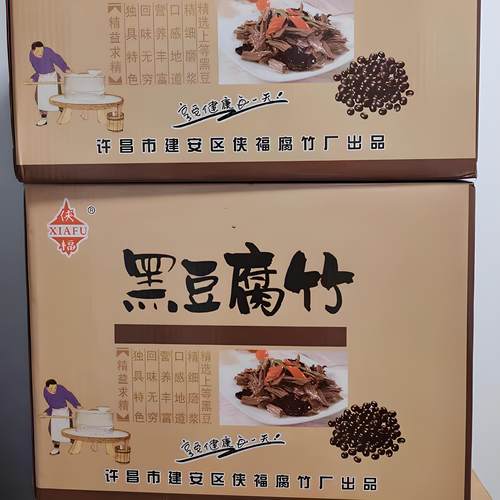 精选上等黑豆
精细磨浆
口感地道
营养丰富
回味无穷
独具特色
【精益求精】
享受健康每一天！
许昌市建安区侠福腐竹厂出品
侠
XIAFU
福
®
黑豆腐竹
精选上等黑豆
精细磨浆
口感地道
营养丰富
回味无穷
独具特色
【精益求精】
享受健康每一天！
许昌市建安区侠福腐竹厂出品